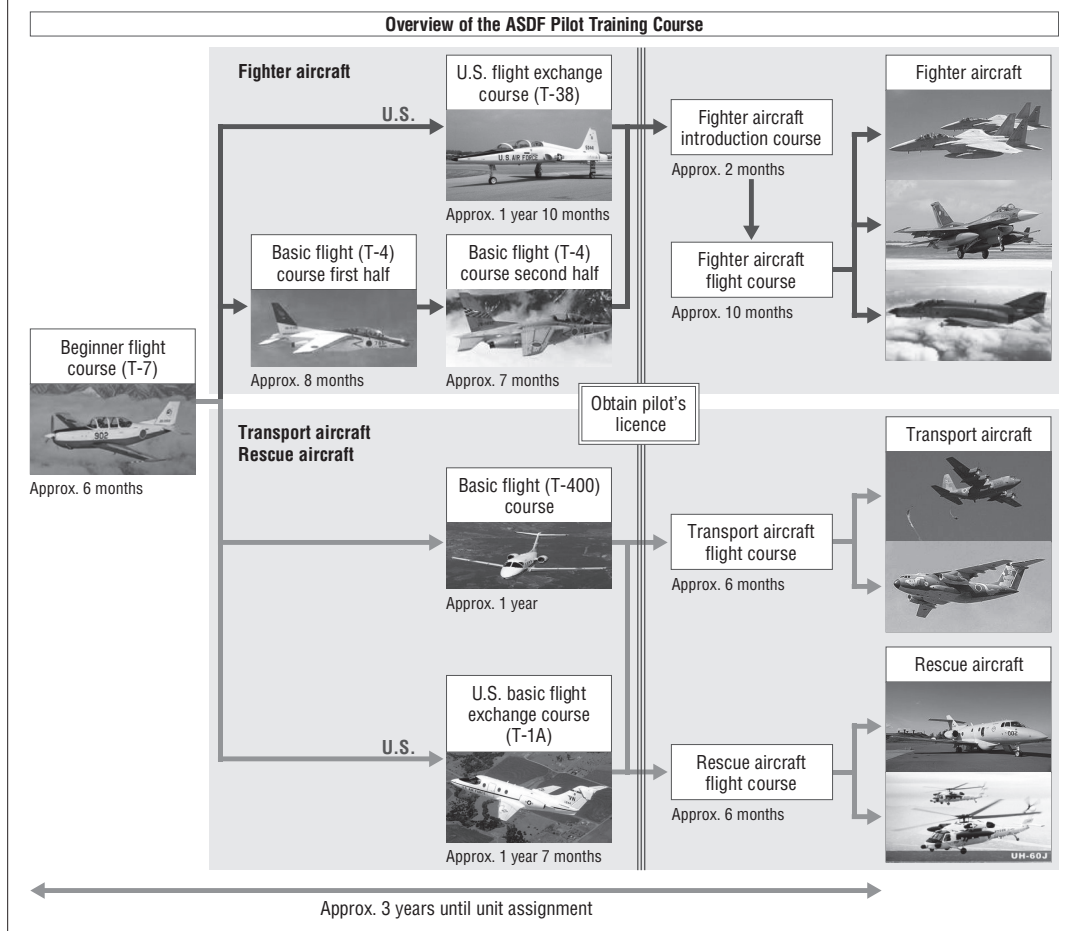 Overview of the ASDF Pilot Training Course
Fighter aircraft
U.S.
U.S. flight exchange
course (T-38)
U.S AIR FORCE
Approx. 1 year 10 months
Basic flight (T-4)
course first half
Approx. 8 months
Basic flight (T-4)
course second half
Approx. 7 months
Fighter aircraft
introduction course
Approx. 2 months
Fighter aircraft
flight course
Approx. 10 months
Fighter aircraft
Beginner flight
course (T-7)
902
Approx. 6 months
Obtain pilot's
licence
Transport aircraft
Rescue aircraft
Basic flight (T-400)
course
Approx. 1 year
Transport aircraft
flight course
Approx. 6 months
Transport aircraft
U.S.
U.S. basic flight
exchange course
(T-1A)
Approx. 1 year 7 months
Rescue aircraft
flight course
Approx. 6 months
Rescue aircraft
002
UH-60J
Approx. 3 years until unit assignment